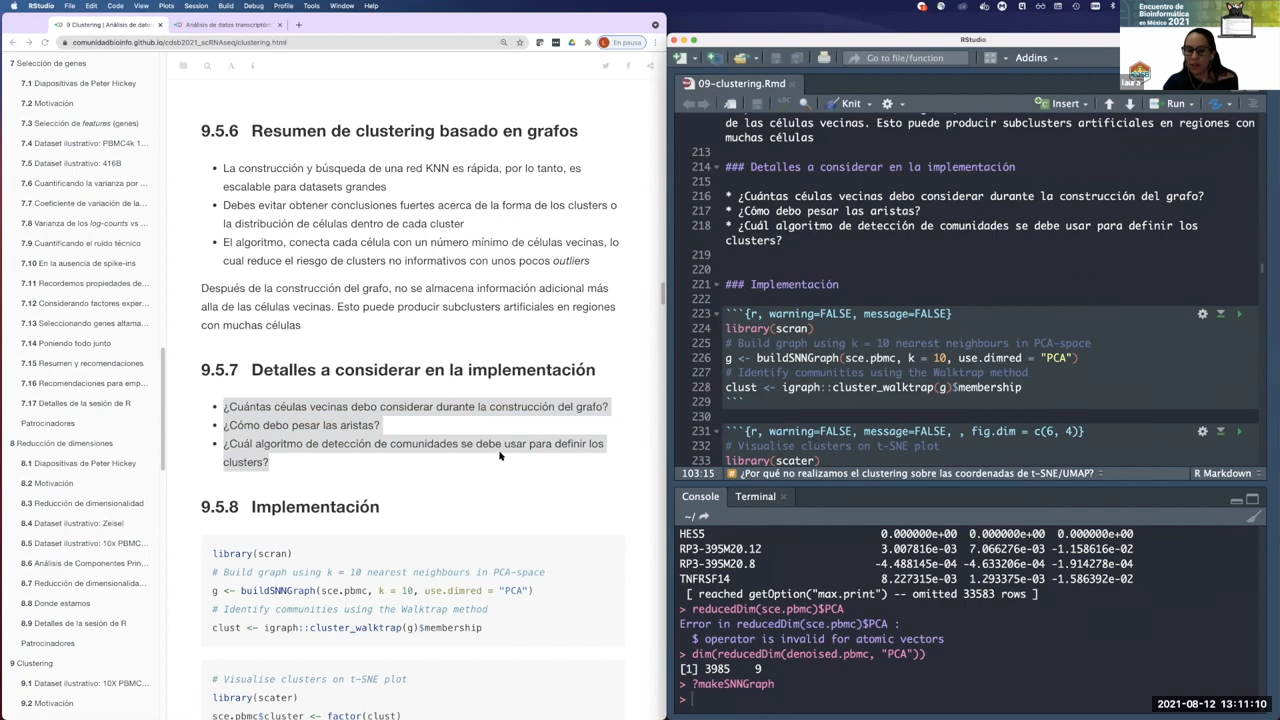 RStudio File Edit Code View Plots Session Build Debug Profile Tools Window Help
9 Clustering | Análisis de datos
Análisis de datos transcriptóm
comunidadbioinfo.github.io/cdsb2021_scRNAseq/clustering.html
L En pausa
7 Selección de genes
7.1 Diapositivas de Peter Hickey
7.2 Motivación
7.3 Selección de features (genes)
7.4 Dataset ilustrativo: PBMC4k 1...
7.5 Dataset ilustrativo: 416B
7.6 Cuantificando la varianza por ...
7.7 Coeficiente de variación de la...
7.8 Varianza de los log-counts vs ...
7.9 Cuantificando el ruido técnico
7.10 En la ausencia de spike-ins
7.11 Recordemos propiedades de...
7.12 Considerando factores exper...
7.13 Seleccionando genes altama...
7.14 Poniendo todo junto
7.15 Resumen y recomendaciones
7.16 Recomendaciones para emp...
7.17 Detalles de la sesión de R
Patrocinadores
8 Reducción de dimensiones
8.1 Diapositivas de Peter Hickey
8.2 Motivación
8.3 Reducción de dimensionalidad
8.4 Dataset ilustrativo: Zeisel
8.5 Dataset ilustrativo: 10x PBMC...
8.6 Análisis de Componentes Prin...
8.7 Reducción de dimensionalida...
8.8 Donde estamos
8.9 Detalles de la sesión de R
Patrocinadores
9 Clustering
9.1 Dataset ilustrativo: 10X PBMC...
9.2 Motivación
9.5.6 Resumen de clustering basado en grafos
• La construcción y búsqueda de una red KNN es rápida, por lo tanto, es
escalable para datasets grandes
• Debes evitar obtener conclusiones fuertes acerca de la forma de los clusters o
la distribución de células dentro de cada cluster
• El algoritmo, conecta cada célula con un número mínimo de células vecinas, lo
cual reduce el riesgo de clusters no informativos con unos pocos outliers
Después de la construcción del grafo, no se almacena información adicional más
alla de las células vecinas. Esto puede producir subclusters artificiales en regiones
con muchas células
9.5.7 Detalles a considerar en la implementación
• ¿Cuántas céulas vecinas debo considerar durante la construcción del grafo?
• ¿Cómo debo pesar las aristas?
• ¿Cuál algoritmo de detección de comunidades se debe usar para definir los
clusters?
9.5.8 Implementación
library(scran)
# Build graph using k = 10 nearest neighbours in PCA-space
g <- buildSNNGraph(sce.pbmc, k = 10, use.dimred = "PCA")
# Identify communities using the Walktrap method
clust <- igraph::cluster_walktrap(g)$membership
# Visualise clusters on t-SNE plot
library(scater)
sce.pbmc$cluster <- factor(clust)
RStudio
Go to file/function
Addins
09-clustering.Rmd
ABC
Knit
Insert
Run
de las células vecinas. Esto puede producir subclusters artificiales en regiones con
muchas células
213
214 ### Detalles a considerar en la implementación
215
216 * ¿Cuántas céulas vecinas debo considerar durante la construcción del grafo?
217 * ¿Cómo debo pesar las aristas?
218 * ¿Cuál algoritmo de detección de comunidades se debe usar para definir los
clusters?
219
220
221 ### Implementación
222
223 ```{r, warning=FALSE, message=FALSE}
224 library(scran)
225 # Build graph using k = 10 nearest neighbours in PCA-space
226 g <- buildSNNGraph(sce.pbmc, k = 10, use.dimred = "PCA")
227 # Identify communities using the Walktrap method
228 clust <- igraph::cluster_walktrap(g)$membership
229 ```
230
231 ```{r, warning=FALSE, message=FALSE, , fig.dim = c(6, 4)}
232 # Visualise clusters on t-SNE plot
233 library(scater)
103:15
# ¿Por qué no realizamos el clustering sobre las coordenadas de t-SNE/UMAP?
R Markdown
Console Terminal
~/
HES5 0.000000e+00 0.000000e+00 0.000000e+00
RP3-395M20.12 3.007816e-03 7.066276e-03 -1.158616e-02
RP3-395M20.8 -4.488145e-03 -4.633896e-04 -1.914278e-04
TNFRSF14 8.227313e-03 1.033375e-03 -1.586302e-02
[ reached getOption("max.print") -- omitted 33583 rows ]
> reducedDim(sce.pbmc)$PCA
Error in reducedDim(sce.pbmc)$PCA :
$ operator is invalid for atomic vectors
> dim(reducedDim(denoised.pbmc, "PCA"))
[1] 3985 9
> ?makeSNNGraph
>
Encuentro de
Bioinformática
en México 2021
CDSB
laura
2021-08-12 13:11:10